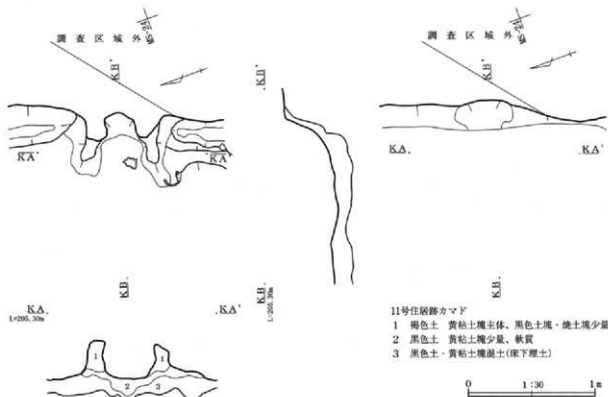 調査区域外
KB'
KA
KA'
KB
KA
KA'
L=205.30m
1
1
2
3
KB'
KB
L=205.30m
調査区域外
KB'
KA
KA'
KB
11号住居跡カマド
1 褐色土 黄粘土塊主体、黒色土塊・焼土塊少量
2 黒色土 黄粘土塊少量、軟質
3 黒色土・黄粘土塊混土(床下埋土)
0 1:30 1m